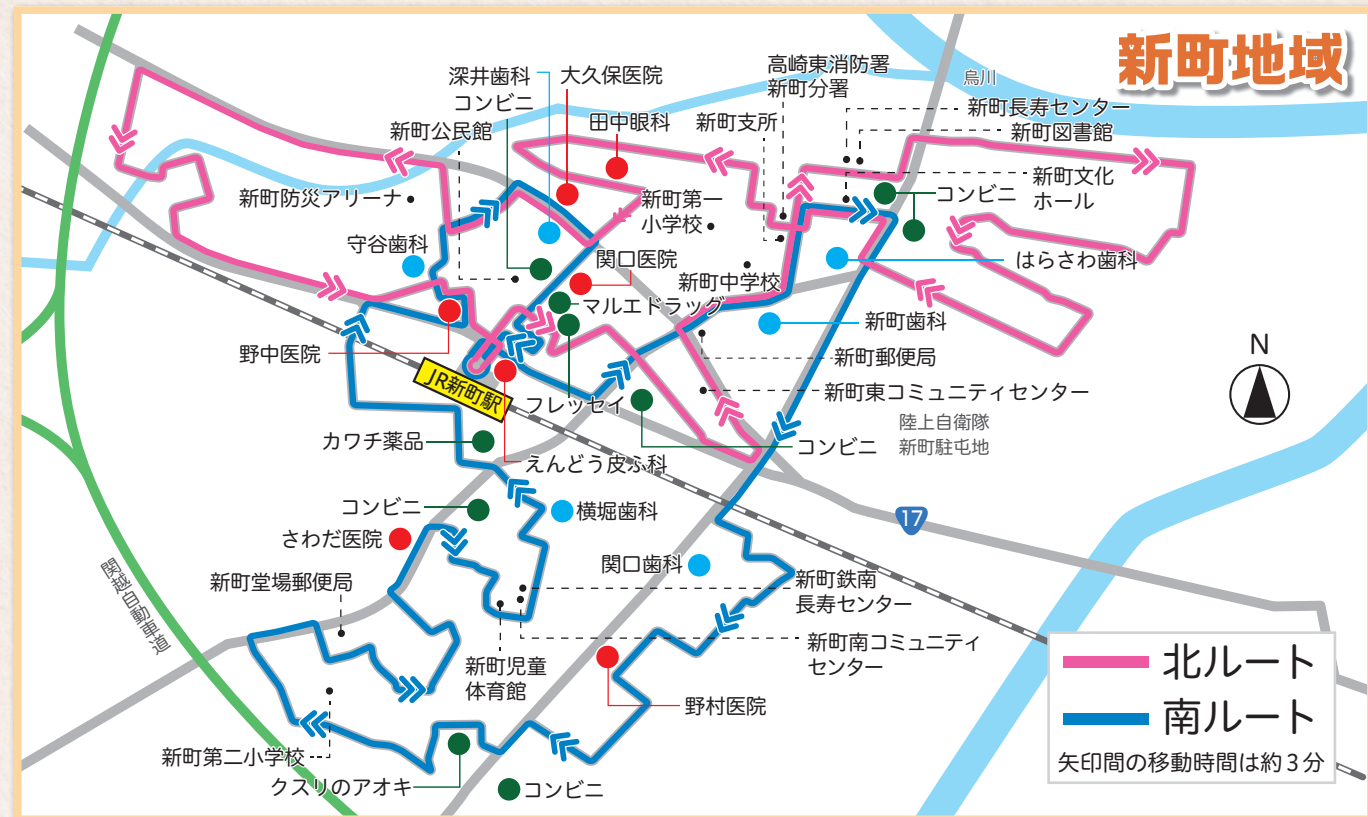 新町地域
烏川
高崎東消防署
新町分署
深井歯科
大久保医院
コンビニ
新町公民館
田中眼科
新町支所
新町長寿センター
新町図書館
新町文化
ホール
コンビニ
新町防災アリーナ
新町第一
小学校
守谷歯科
関口医院
新町中学校
はらさわ歯科
マルエドラッグ
新町歯科
野中医院
新町郵便局
N
JR新町駅
フレッセイ
新町東コミュニティセンター
陸上自衛隊
新町駐屯地
カワチ薬品
えんどう皮ふ科
コンビニ
コンビニ
横堀歯科
17
さわだ医院
関越自動車道
新町堂場郵便局
関口歯科
新町鉄南
長寿センター
新町南コミュニティ
センター
新町児童
体育館
野村医院
新町第二小学校
クスリのアオキ
コンビニ
北ルート
南ルート
矢印間の移動時間は約3分